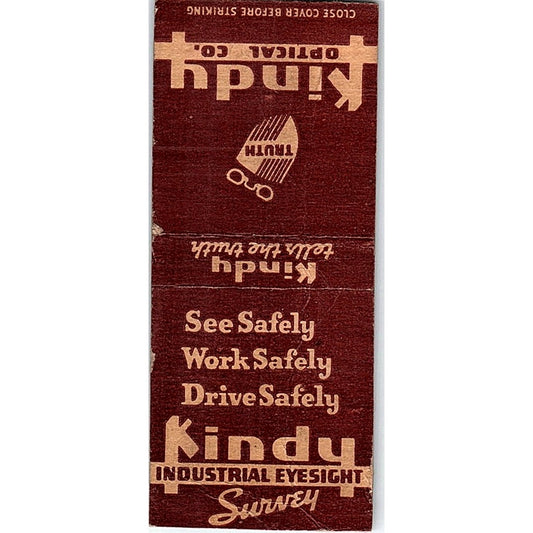 CLOSE COVER BEFORE STRIKING
Kindy
OPTICAL CO.
TRUTH
Kindy
tells the truth
See Safely
Work Safely
Drive Safely
Kindy
INDUSTRIAL EYESIGHT
Survey